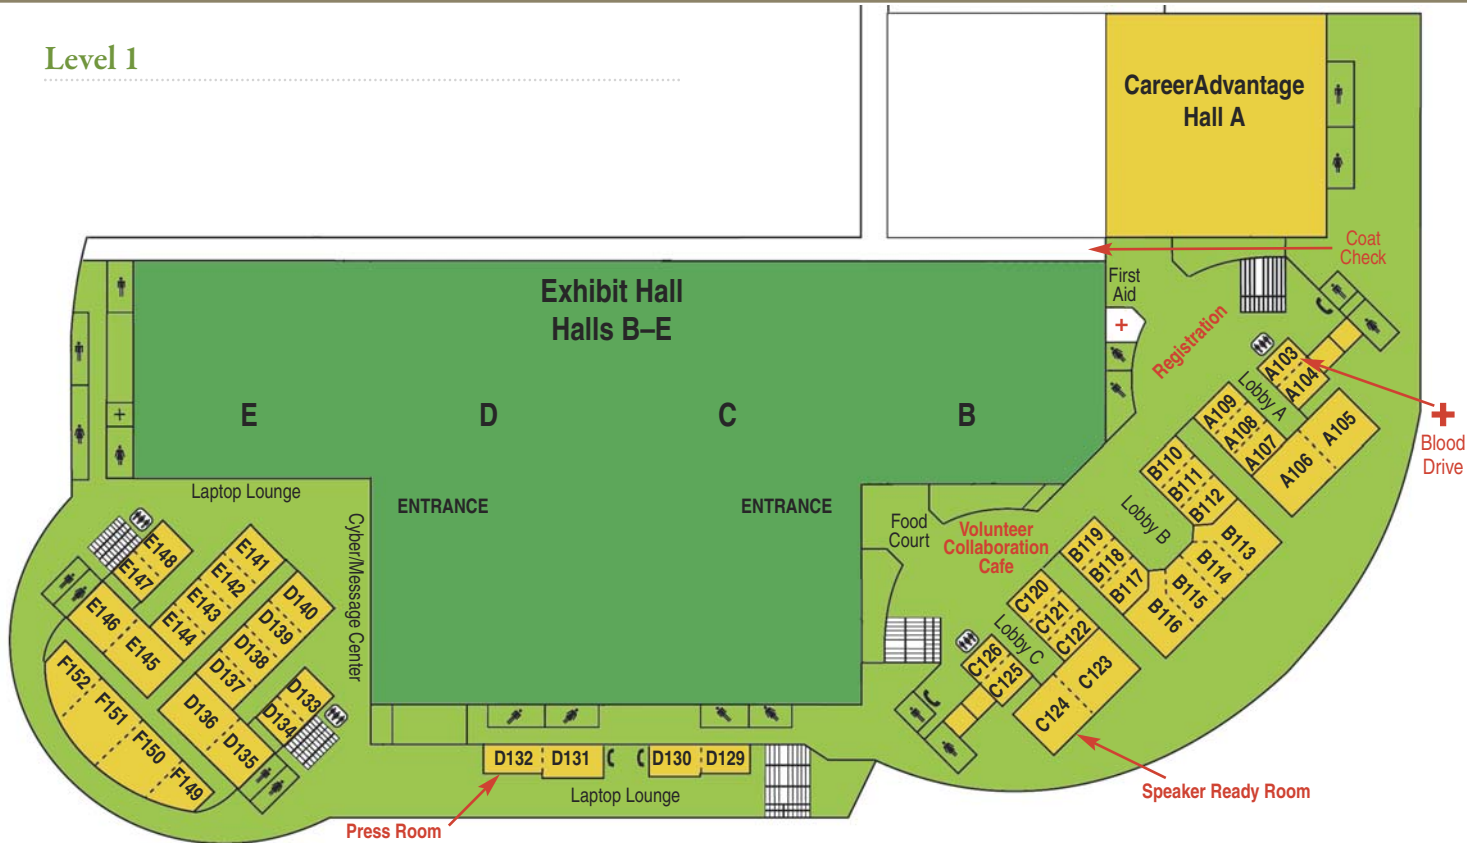 Level 1
CareerAdvantage
Hall A
Coat
Check
First
Aid
+
Registration
Exhibit Hall
Halls B–E
E
D
C
B
+
ENTRANCE
ENTRANCE
Laptop Lounge
Cyber/Message Center
Food
Court
Volunteer
Collaboration
Cafe
Blood
Drive
A103
A104
Lobby A
A105
A106
A107
A108
A109
B110
B111
B112
Lobby B
B113
B114
B115
B116
B117
B118
B119
C120
C121
C122
Lobby C
C123
C124
C125
C126
Speaker Ready Room
D129
D130
D131
D132
Laptop Lounge
Press Room
D133
D134
D135
D136
D137
D138
D139
D140
E141
E142
E143
E144
E145
E146
E147
E148
F149
F150
F151
F152